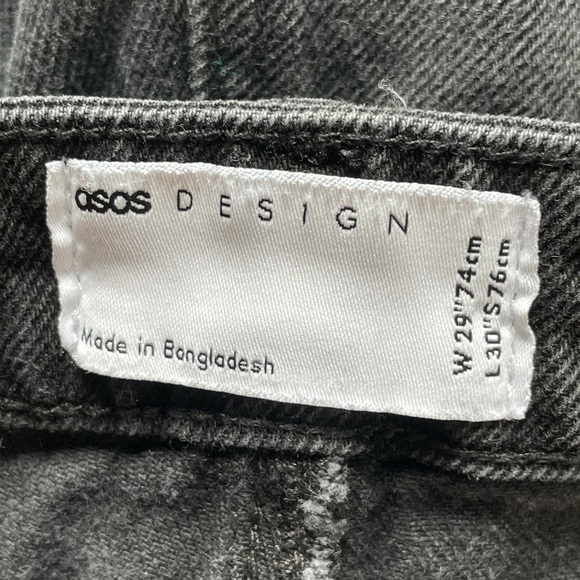 asos DESIGN
Made in Bangladesh
W 29" 74cm
L 30" S 76cm